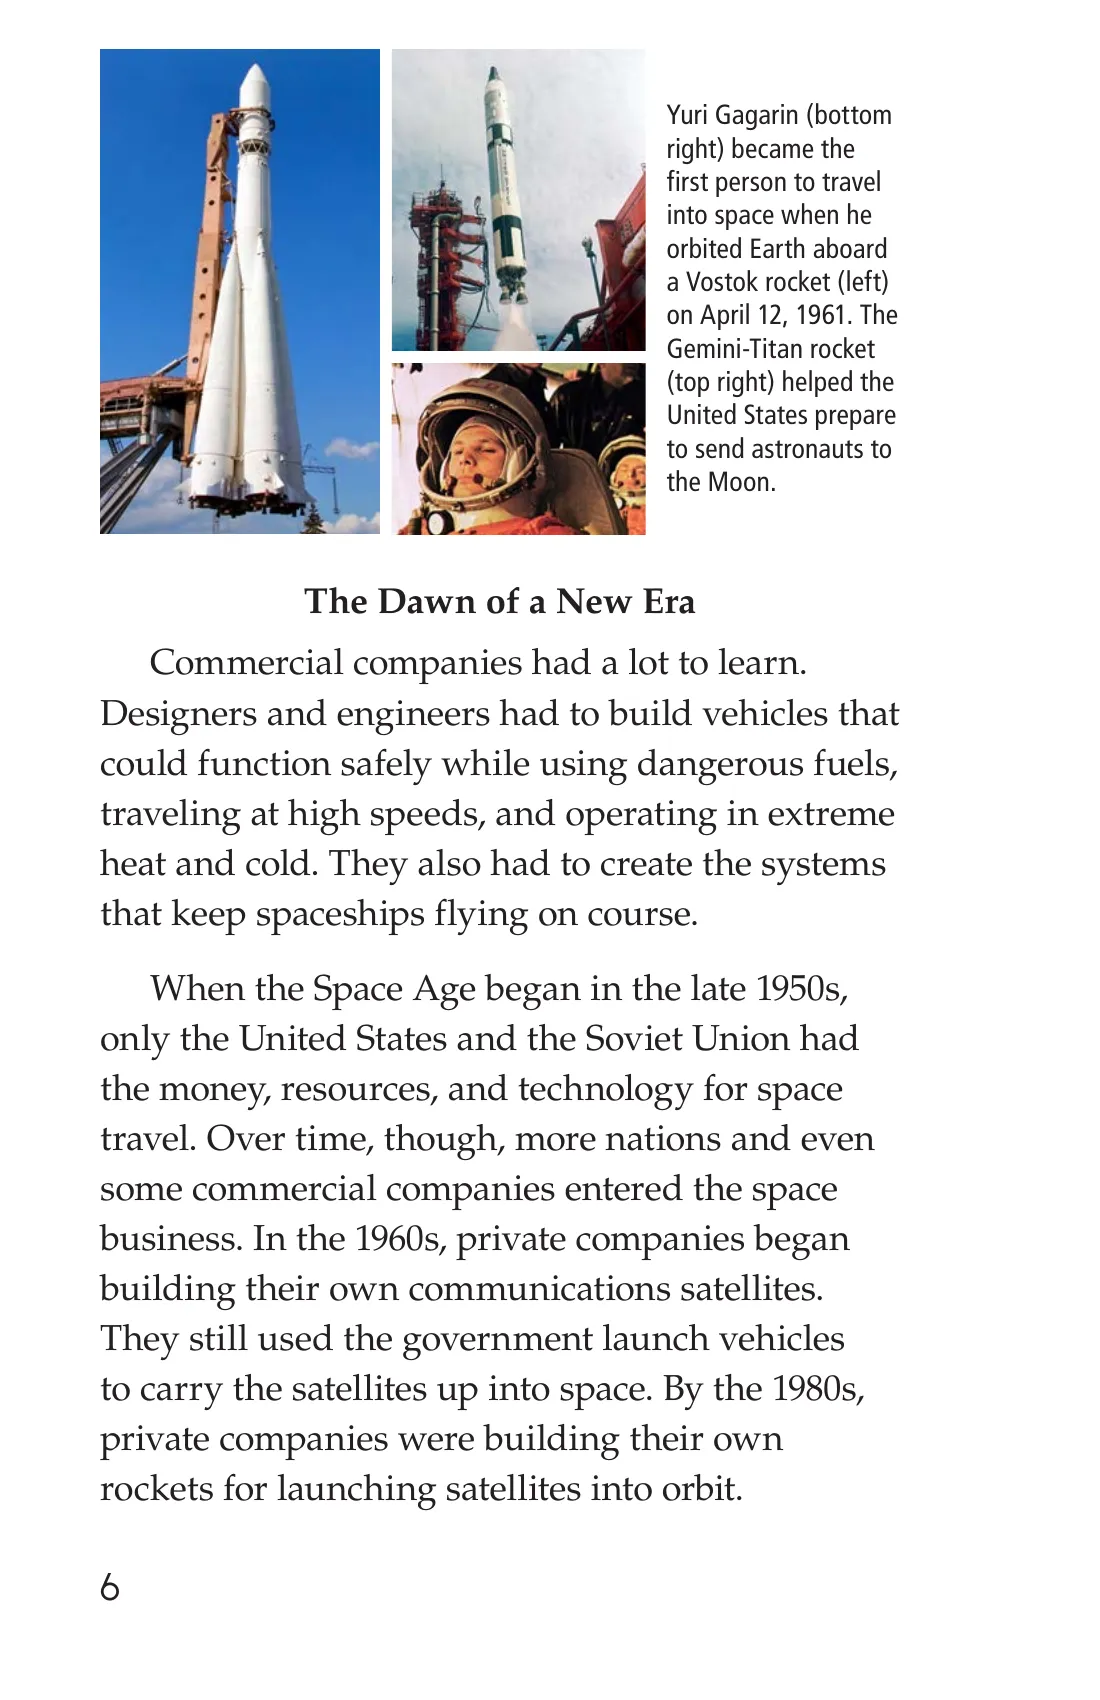 Yuri Gagarin (bottom
right) became the
first person to travel
into space when he
orbited Earth aboard
a Vostok rocket (left)
on April 12, 1961. The
Gemini-Titan rocket
(top right) helped the
United States prepare
to send astronauts to
the Moon.
The Dawn of a New Era
Commercial companies had a lot to learn.
Designers and engineers had to build vehicles that
could function safely while using dangerous fuels,
traveling at high speeds, and operating in extreme
heat and cold. They also had to create the systems
that keep spaceships flying on course.
When the Space Age began in the late 1950s,
only the United States and the Soviet Union had
the money, resources, and technology for space
travel. Over time, though, more nations and even
some commercial companies entered the space
business. In the 1960s, private companies began
building their own communications satellites.
They still used the government launch vehicles
to carry the satellites up into space. By the 1980s,
private companies were building their own
rockets for launching satellites into orbit.
6